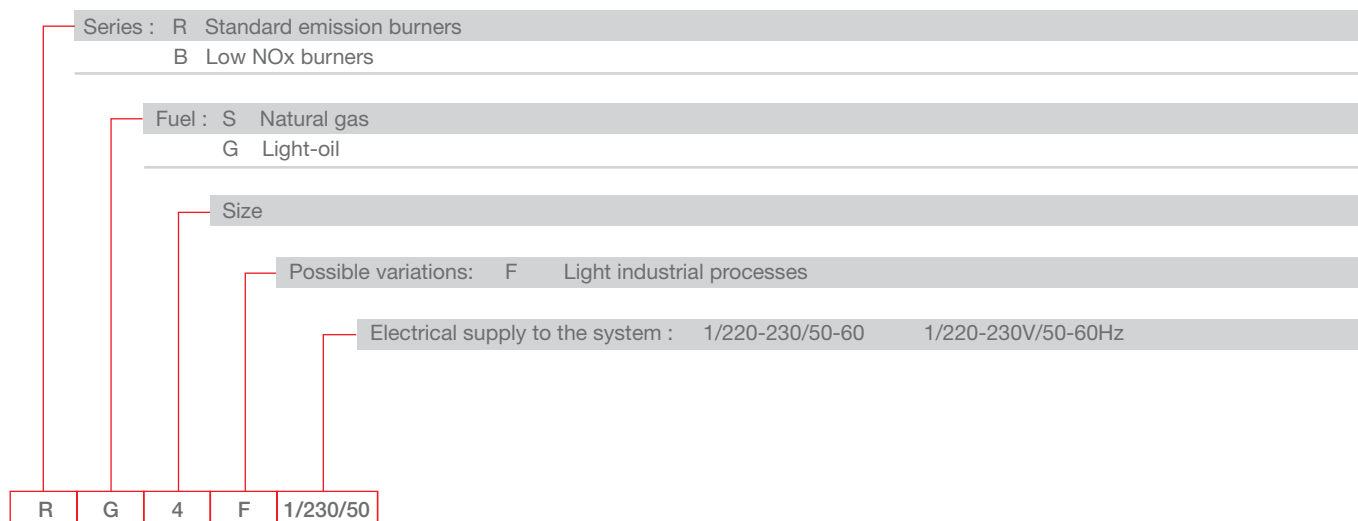 Series : R Standard emission burners
B Low NOx burners
Fuel : S Natural gas
G Light-oil
Size
Possible variations: F Light industrial processes
Electrical supply to the system : 1/220-230/50-60 1/220-230V/50-60Hz
R G 4 F 1/230/50